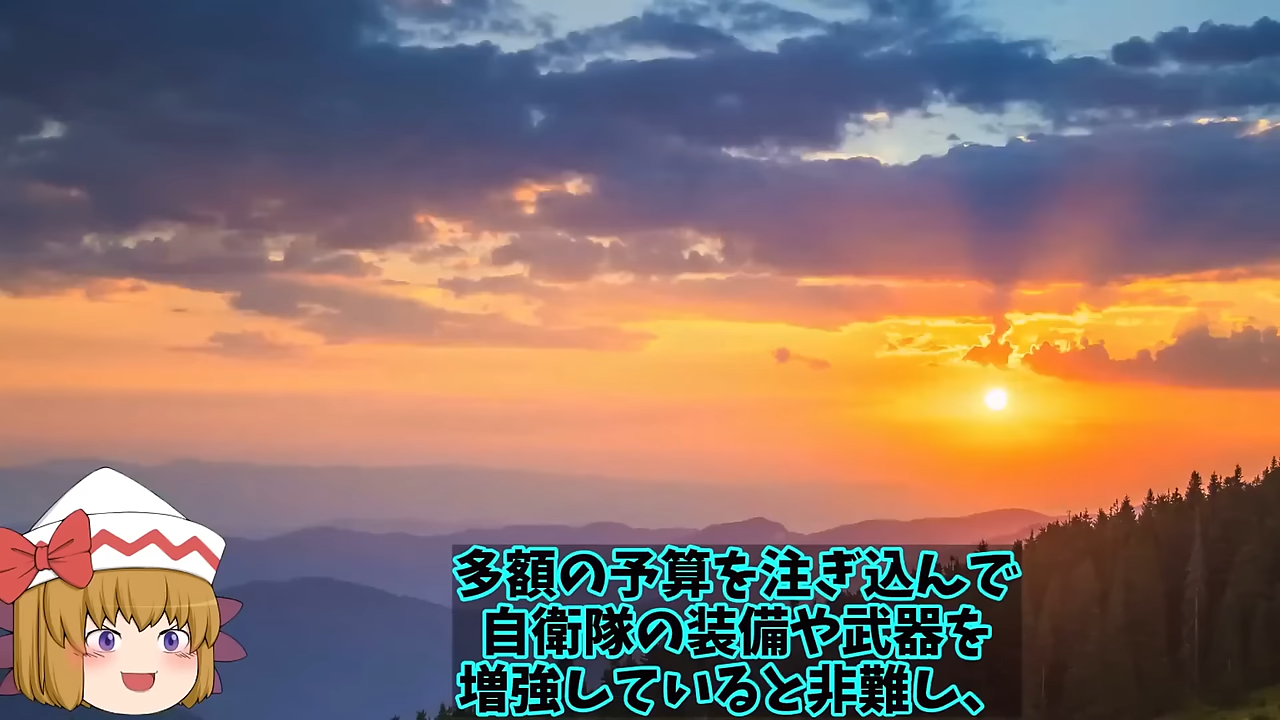 多額の予算を注ぎ込んで
自衛隊の装備や武器を
増強していると非難し、